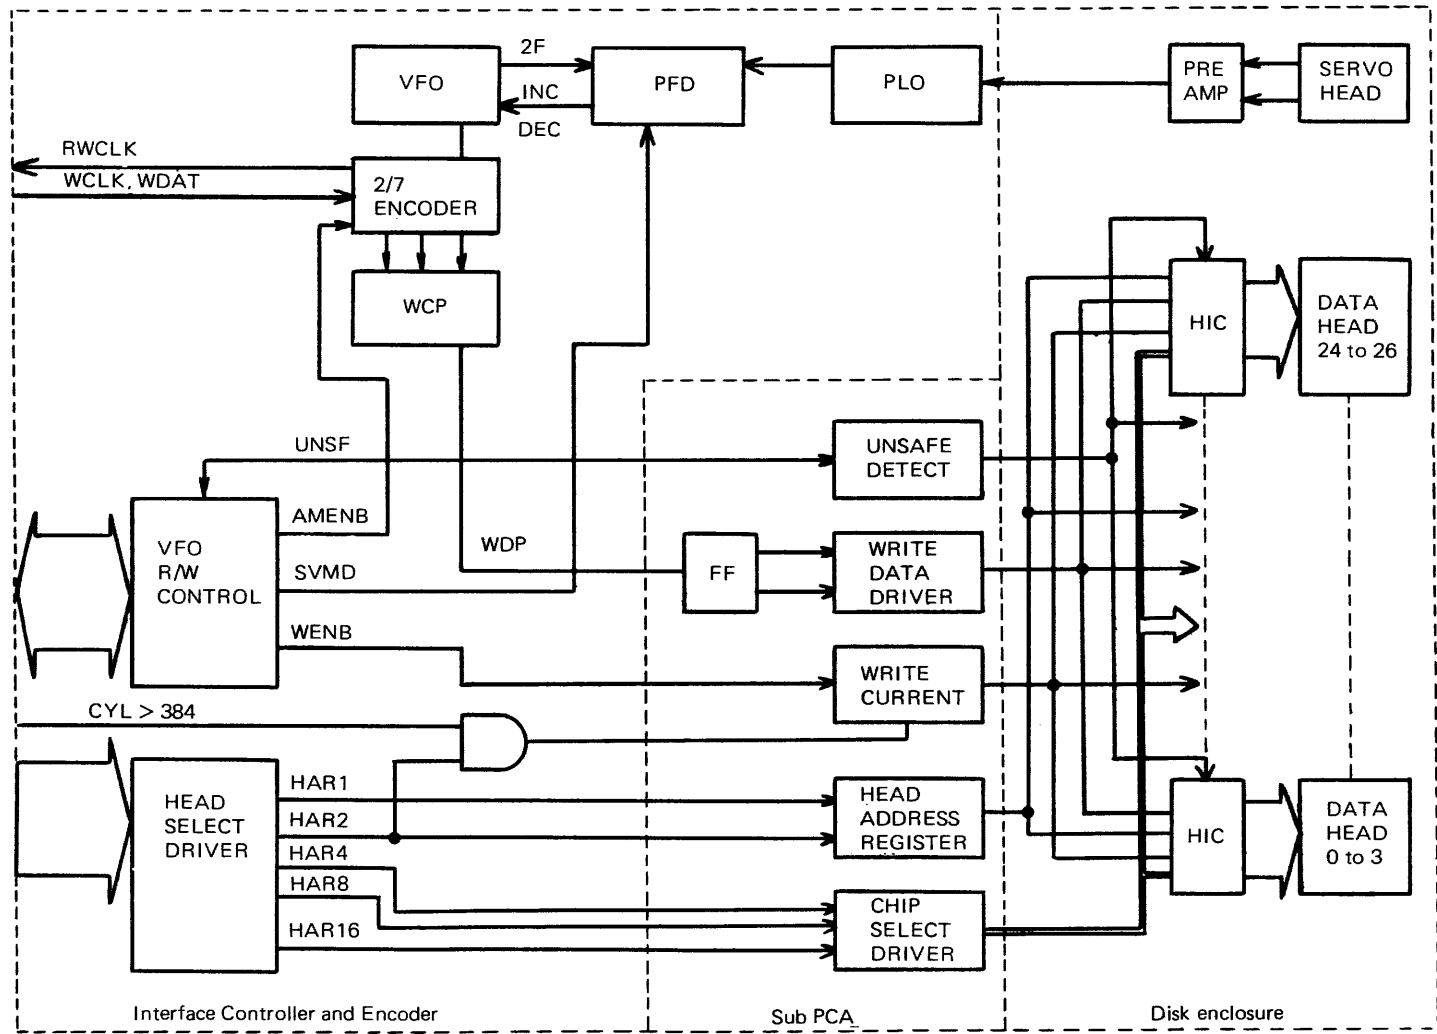 VFO
2F
INC
DEC
PFD
PLO
PRE
AMP
SERVO
HEAD
RWCLK
WCLK, WDAT
2/7
ENCODER
WCP
HIC
DATA
HEAD
24 to 26
UNSF
UNSAFE
DETECT
AMENB
VFO
R/W
CONTROL
SVMD
WDP
FF
WRITE
DATA
DRIVER
WENB
WRITE
CURRENT
CYL > 384
HEAD
SELECT
DRIVER
HAR1
HAR2
HAR4
HAR8
HAR16
HEAD
ADDRESS
REGISTER
CHIP
SELECT
DRIVER
HIC
DATA
HEAD
0 to 3
Interface Controller and Encoder
Sub PCA
Disk enclosure